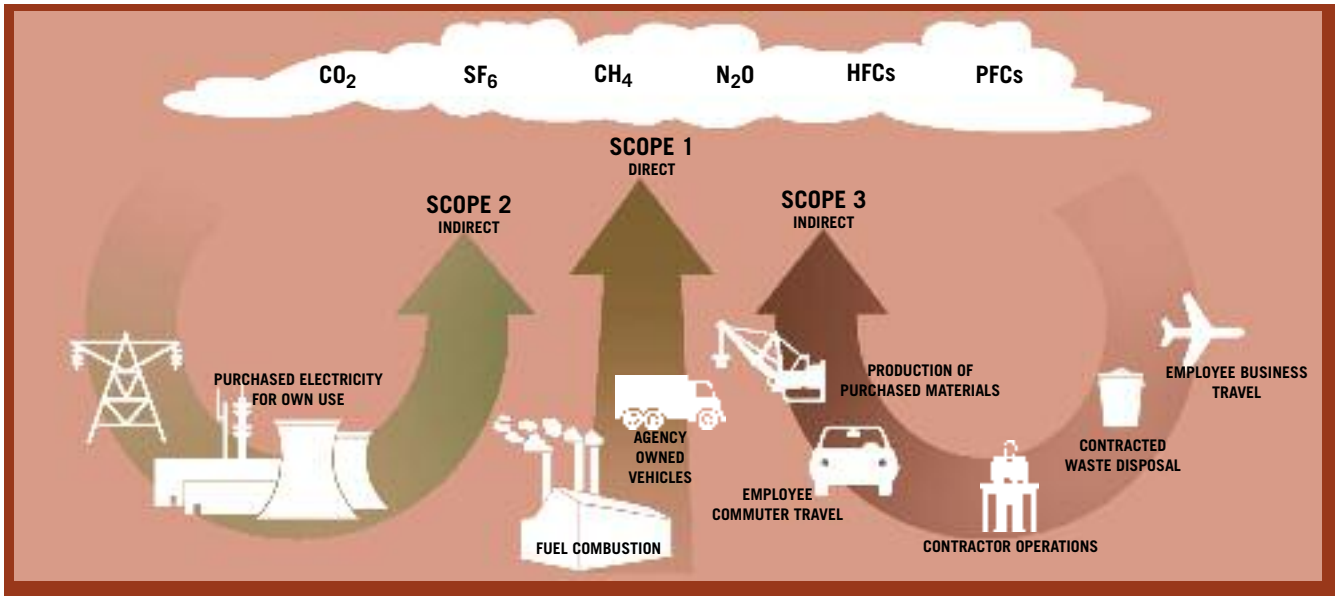 CO₂ SF₆ CH₄ N₂O HFCs PFCs
SCOPE 1
DIRECT
SCOPE 2
INDIRECT
SCOPE 3
INDIRECT
PURCHASED ELECTRICITY
FOR OWN USE
FUEL COMBUSTION
AGENCY
OWNED
VEHICLES
PRODUCTION OF
PURCHASED MATERIALS
EMPLOYEE
COMMUTER TRAVEL
CONTRACTOR OPERATIONS
CONTRACTED
WASTE DISPOSAL
EMPLOYEE BUSINESS
TRAVEL